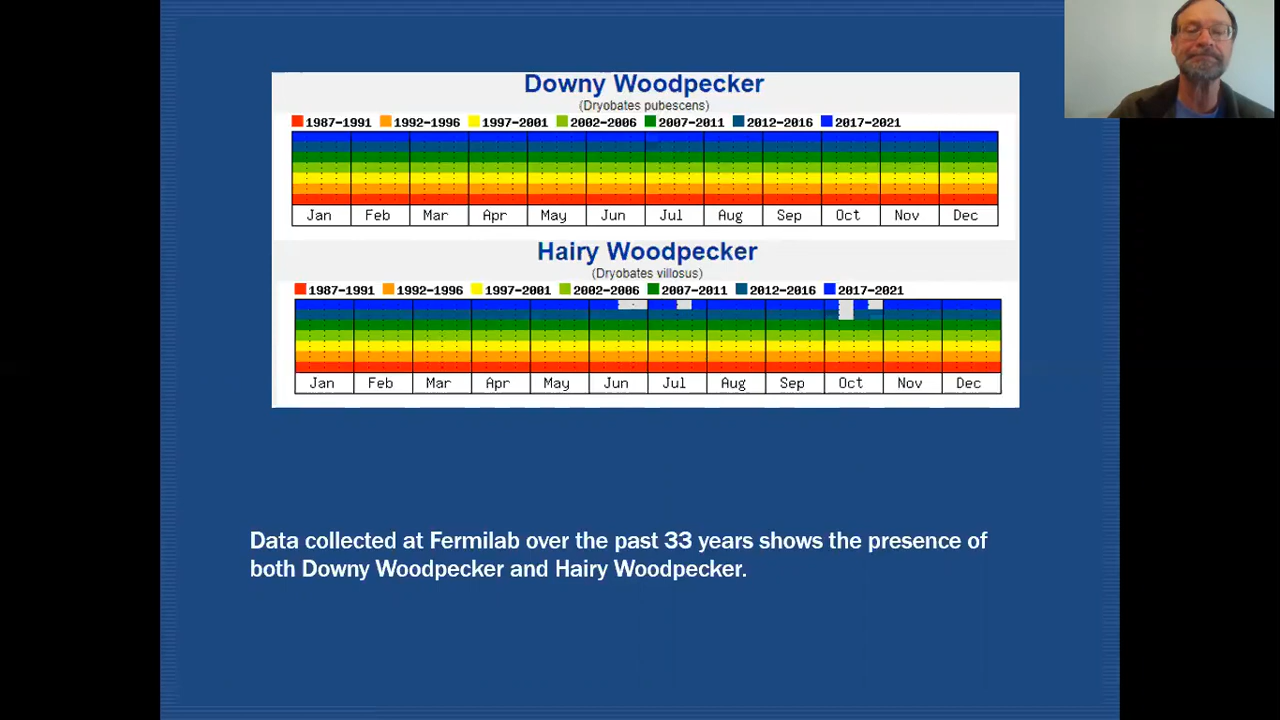 Downy Woodpecker
(Dryobates pubescens)
1987-1991 1992-1996 1997-2001 2002-2006 2007-2011 2012-2016 2017-2021
Jan Feb Mar Apr May Jun Jul Aug Sep Oct Nov Dec
Hairy Woodpecker
(Dryobates villosus)
1987-1991 1992-1996 1997-2001 2002-2006 2007-2011 2012-2016 2017-2021
Jan Feb Mar Apr May Jun Jul Aug Sep Oct Nov Dec
Data collected at Fermilab over the past 33 years shows the presence of
both Downy Woodpecker and Hairy Woodpecker.